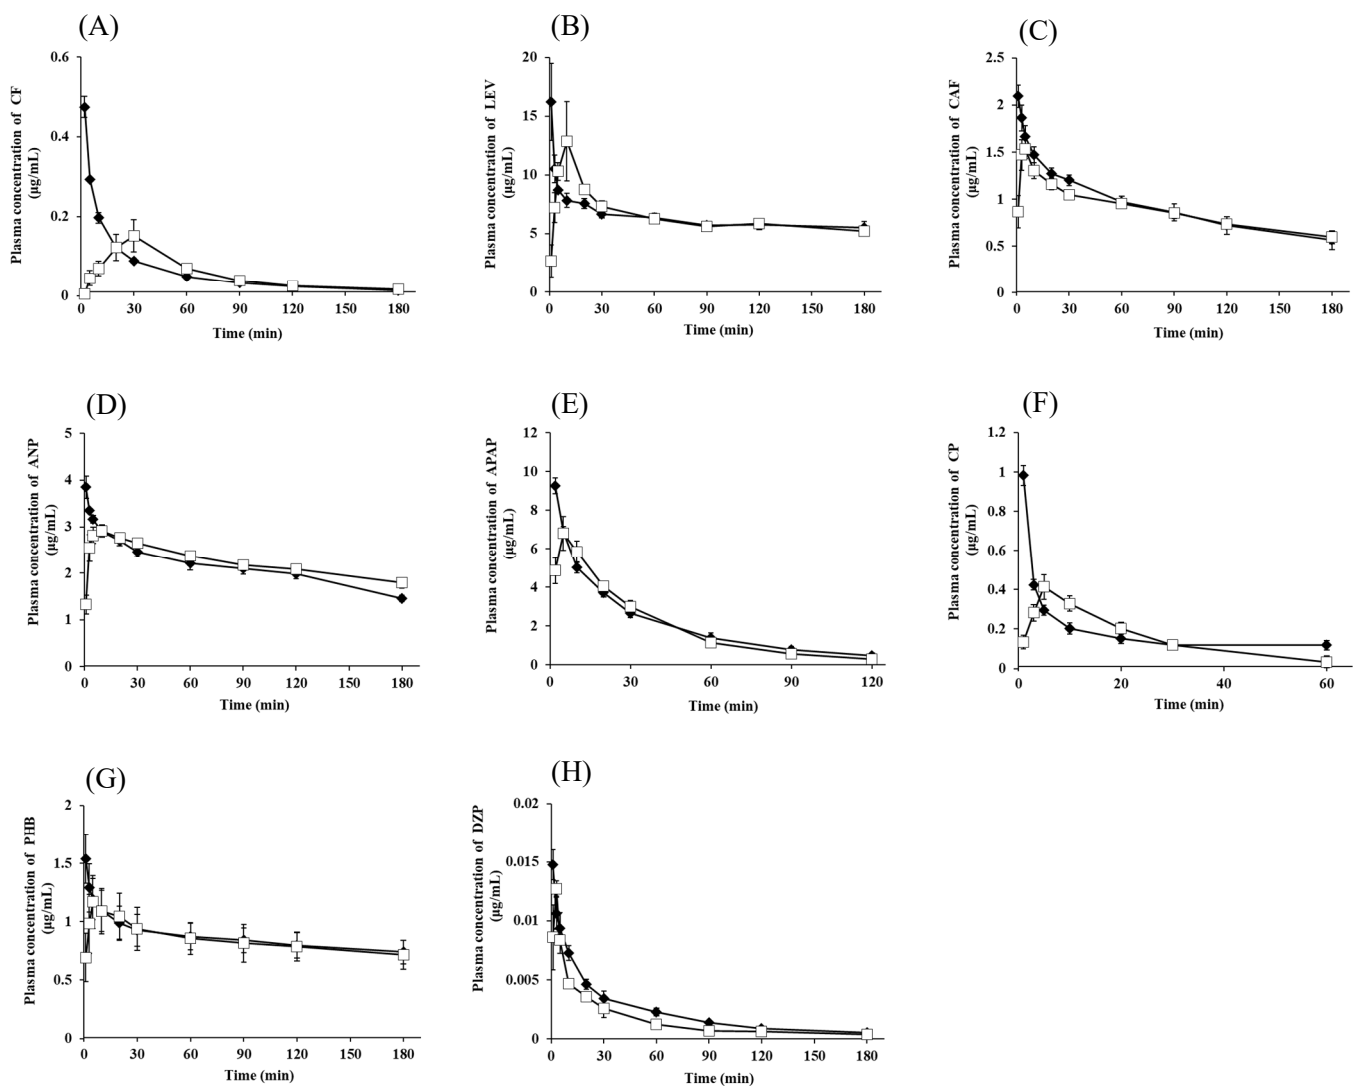 (A)
Plasma concentration of CF
(µg/mL)
0.6
0.4
0.2
0
0 30 60 90 120 150 180
Time (min)
(B)
Plasma concentration of LEV
(µg/mL)
20
15
10
5
0
0 30 60 90 120 150 180
Time (min)
(C)
Plasma concentration of CAF
(µg/mL)
2.5
2
1.5
1
0.5
0
0 30 60 90 120 150 180
Time (min)
(D)
Plasma concentration of ANP
(µg/mL)
5
4
3
2
1
0
0 30 60 90 120 150 180
Time (min)
(E)
Plasma concentration of APAP
(µg/mL)
12
10
8
6
4
2
0
0 30 60 90 120
Time (min)
(F)
Plasma concentration of CP
(µg/mL)
1.2
1
0.8
0.6
0.4
0.2
0
0 20 40 60
Time (min)
(G)
Plasma concentration of PHB
(µg/mL)
2
1.5
1
0.5
0
0 30 60 90 120 150 180
Time (min)
(H)
Plasma concentration of DZP
(µg/mL)
0.02
0.015
0.01
0.005
0
0 30 60 90 120 150 180
Time (min)